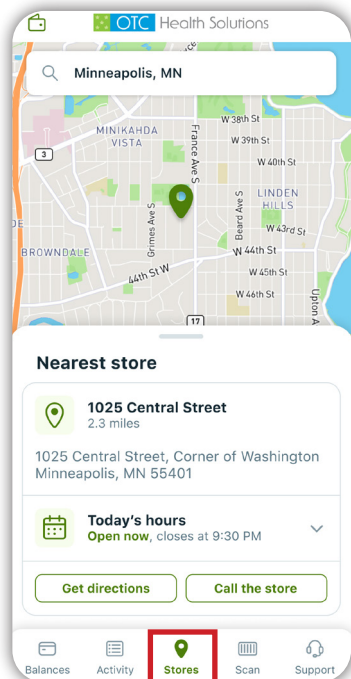 OTC Health Solutions
Minneapolis, MN
W 38th St
MINIKAHDA
VISTA
France Ave S
W 39th St
3
W 40th St
Grimes Ave S
Beard Ave S
LINDEN
HILLS
W 43rd St
BROWNDALE
W 44th St
44th St W
W 45th St
W 46th St
Upton A
17
Nearest store
1025 Central Street
2.3 miles
1025 Central Street, Corner of Washington
Minneapolis, MN 55401
Today's hours
Open now, closes at 9:30 PM
Get directions
Call the store
Balances
Activity
Stores
Scan
Support